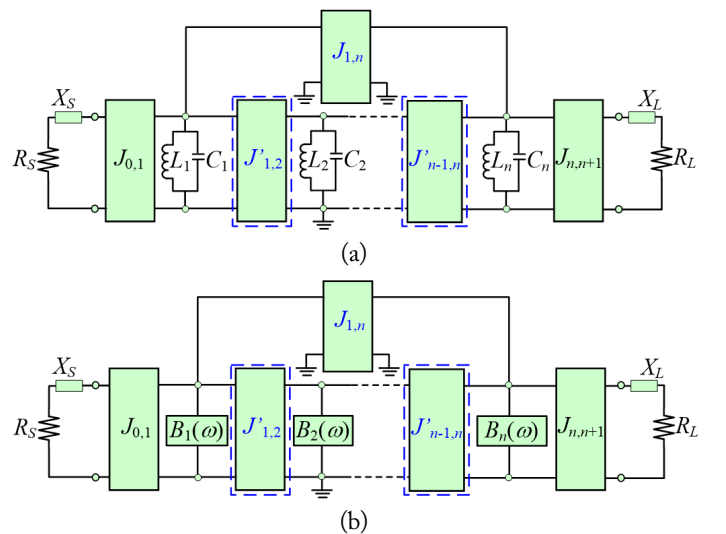 J1,n
XS
XL
RS
J0,1
L1
C1
J'1,2
L2
C2
J'n-1,n
Ln
Cn
Jn,n+1
RL
(a)
J1,n
XS
XL
RS
J0,1
B1(ω)
J'1,2
B2(ω)
J'n-1,n
Bn(ω)
Jn,n+1
RL
(b)